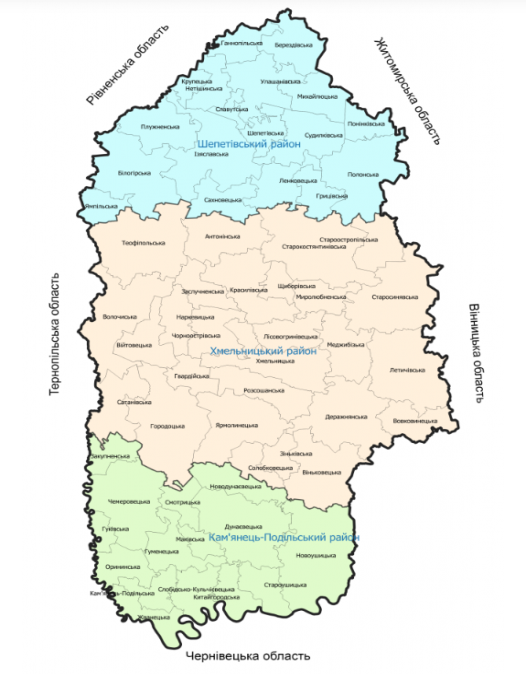 Рівненська область
Житомирська область
Ганнопільська
Берездівська
Крупецька
Нетішинська
Улашанівська
Михайлюцька
Славутська
Плужненська
Шепетівська
Судилківська
Понінківська
Шепетівський район
Ізяславська
Білогірська
Ленковецька
Полонська
Сахновецька
Грицівська
Ямпільська
Антонінська
Теофіпольська
Староостропільська
Старокостянтинівська
Тернопільська область
Вінницька область
Заслучненська
Красилівська
Щиборівська
Миролюбненська
Старосинявська
Волочиська
Наркевицька
Чорноострівська
Лісовогринівецька
Війтовецька
Меджибізька
Хмельницький район
Хмельницька
Гвардійська
Летичівська
Розсошанська
Сатанівська
Деражнянська
Вовковинецька
Городоцька
Ярмолинецька
Зіньківська
Солобковецька
Віньковецька
Закупненська
Новодунаєвецька
Чемеровецька
Смотрицька
Гуківська
Дунаєвецька
Маківська
Кам'янець-Подільський район
Гуменецька
Новоушицька
Орининська
Кам'янець-Подільська
Слобідсько-Кульчієвецька
Китайгородська
Староушицька
Жванецька
Чернівецька область